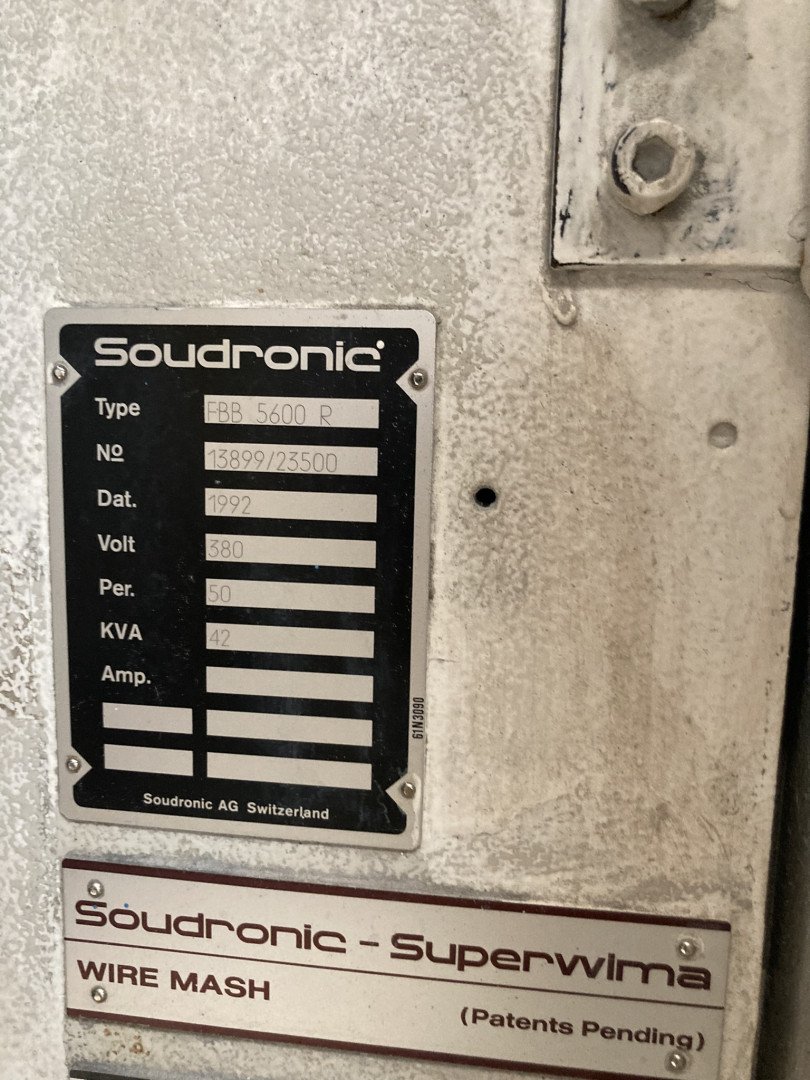 Soudronic
Type FBB 5600 R
Nº 13899/23500
Dat. 1992
Volt 380
Per. 50
KVA 42
Amp.
61N3090
Soudronic AG Switzerland
Soudronic - Superwima
WIRE MASH
(Patents Pending)